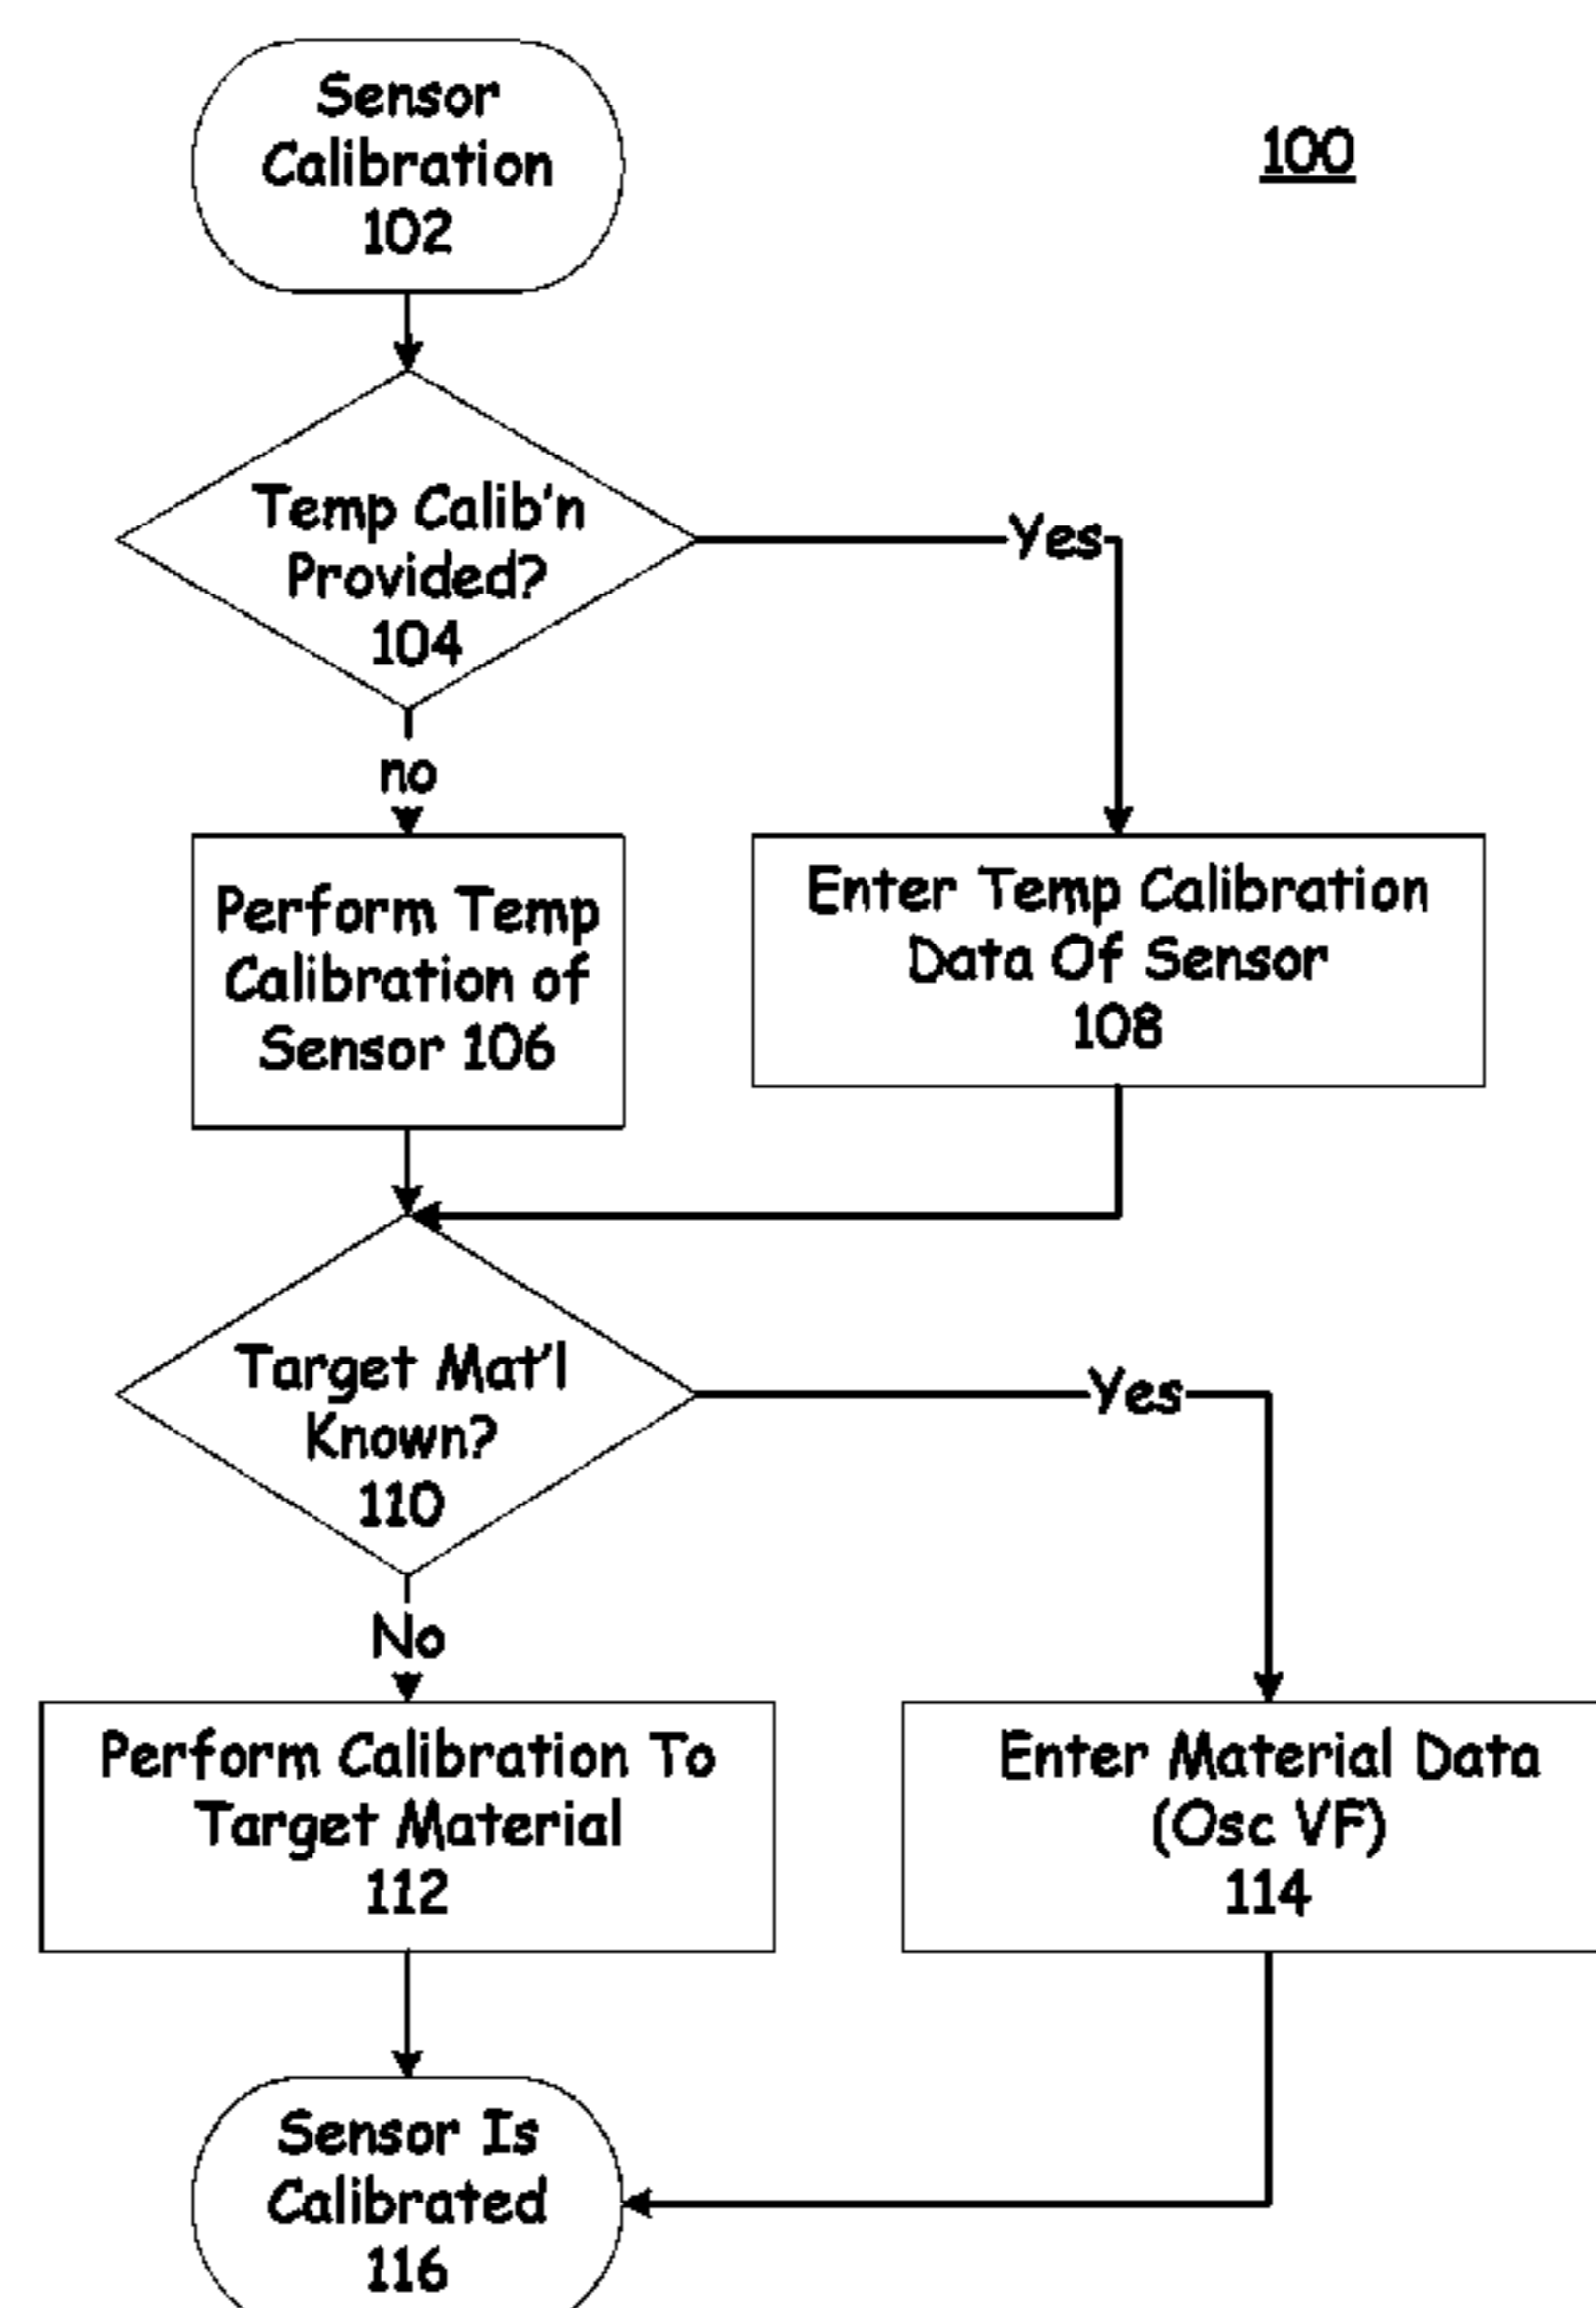 Sensor
Calibration
102
100
Temp Calib'n
Provided?
104
Yes
no
Perform Temp
Calibration of
Sensor 106
Enter Temp Calibration
Data Of Sensor
108
Target Mat'l
Known?
110
Yes
No
Perform Calibration To
Target Material
112
Enter Material Data
(Osc VF)
114
Sensor Is
Calibrated
116